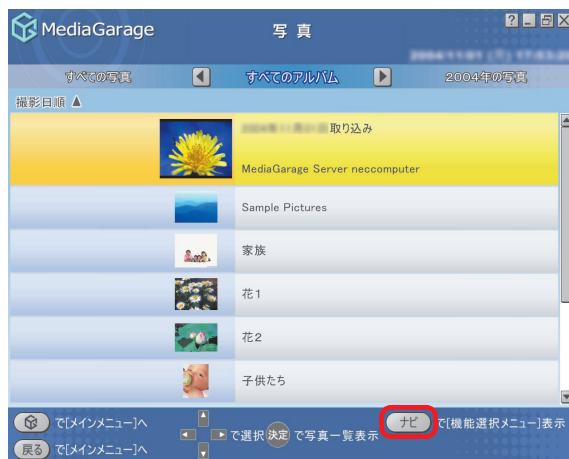 MediaGarage
写真
すべての写真
すべてのアルバム
2004年の写真
撮影日順 ▲
取り込み
MediaGarage Server neccomputer
Sample Pictures
家族
花1
花2
子供たち
で[メインメニュー]へ
で選択 決定 で写真一覧表示
ナビ で[機能選択メニュー]表示
戻る で[メインメニュー]へ